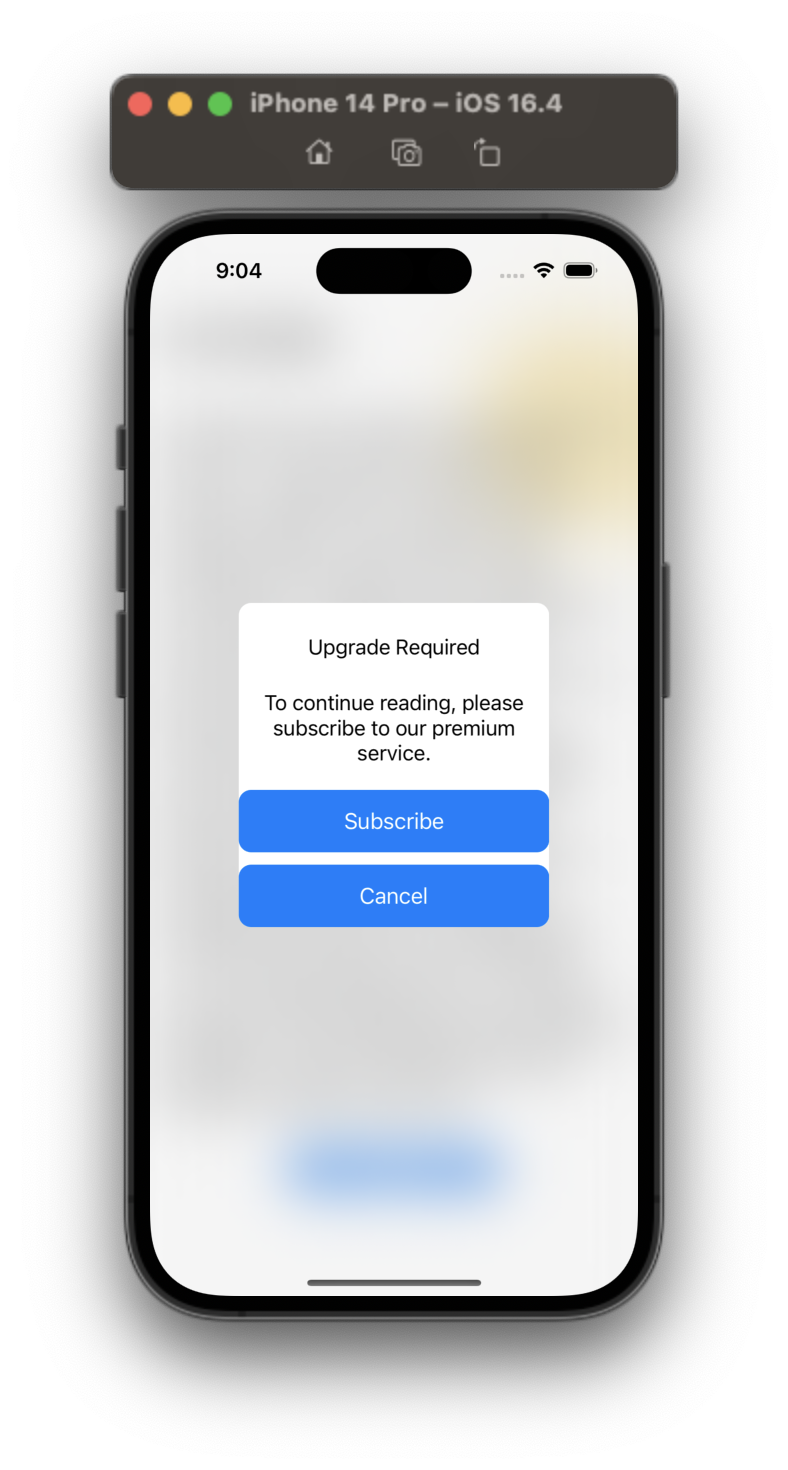 iPhone 14 Pro – iOS 16.4
9:04
Upgrade Required
To continue reading, please
subscribe to our premium
service.
Subscribe
Cancel